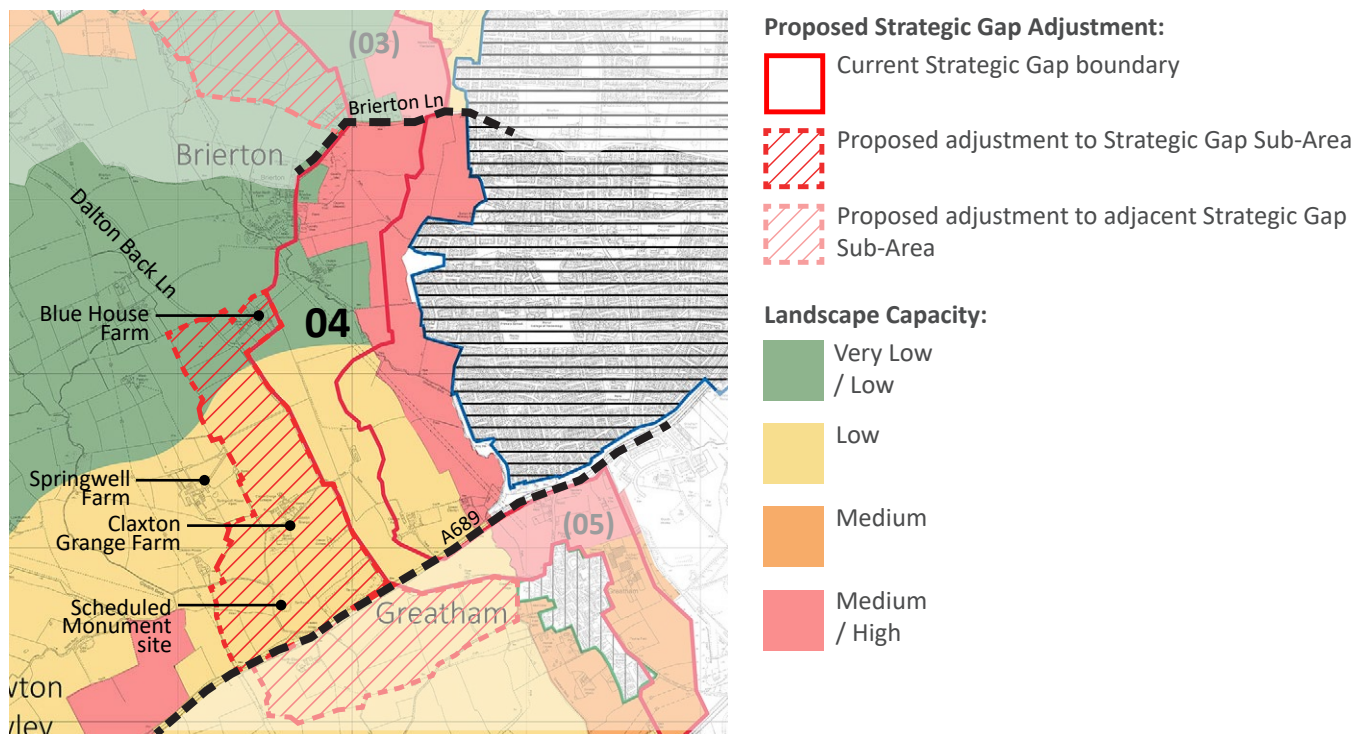 (03)
Brierton Ln
Brierton
Dalton Back Ln
Blue House
Farm
04
Springwell
Farm
Claxton
Grange Farm
A689
(05)
Scheduled
Monument
site
Greatham
Proposed Strategic Gap Adjustment:
Current Strategic Gap boundary
Proposed adjustment to Strategic Gap Sub-Area
Proposed adjustment to adjacent Strategic Gap
Sub-Area
Landscape Capacity:
Very Low
/ Low
Low
Medium
Medium
/ High